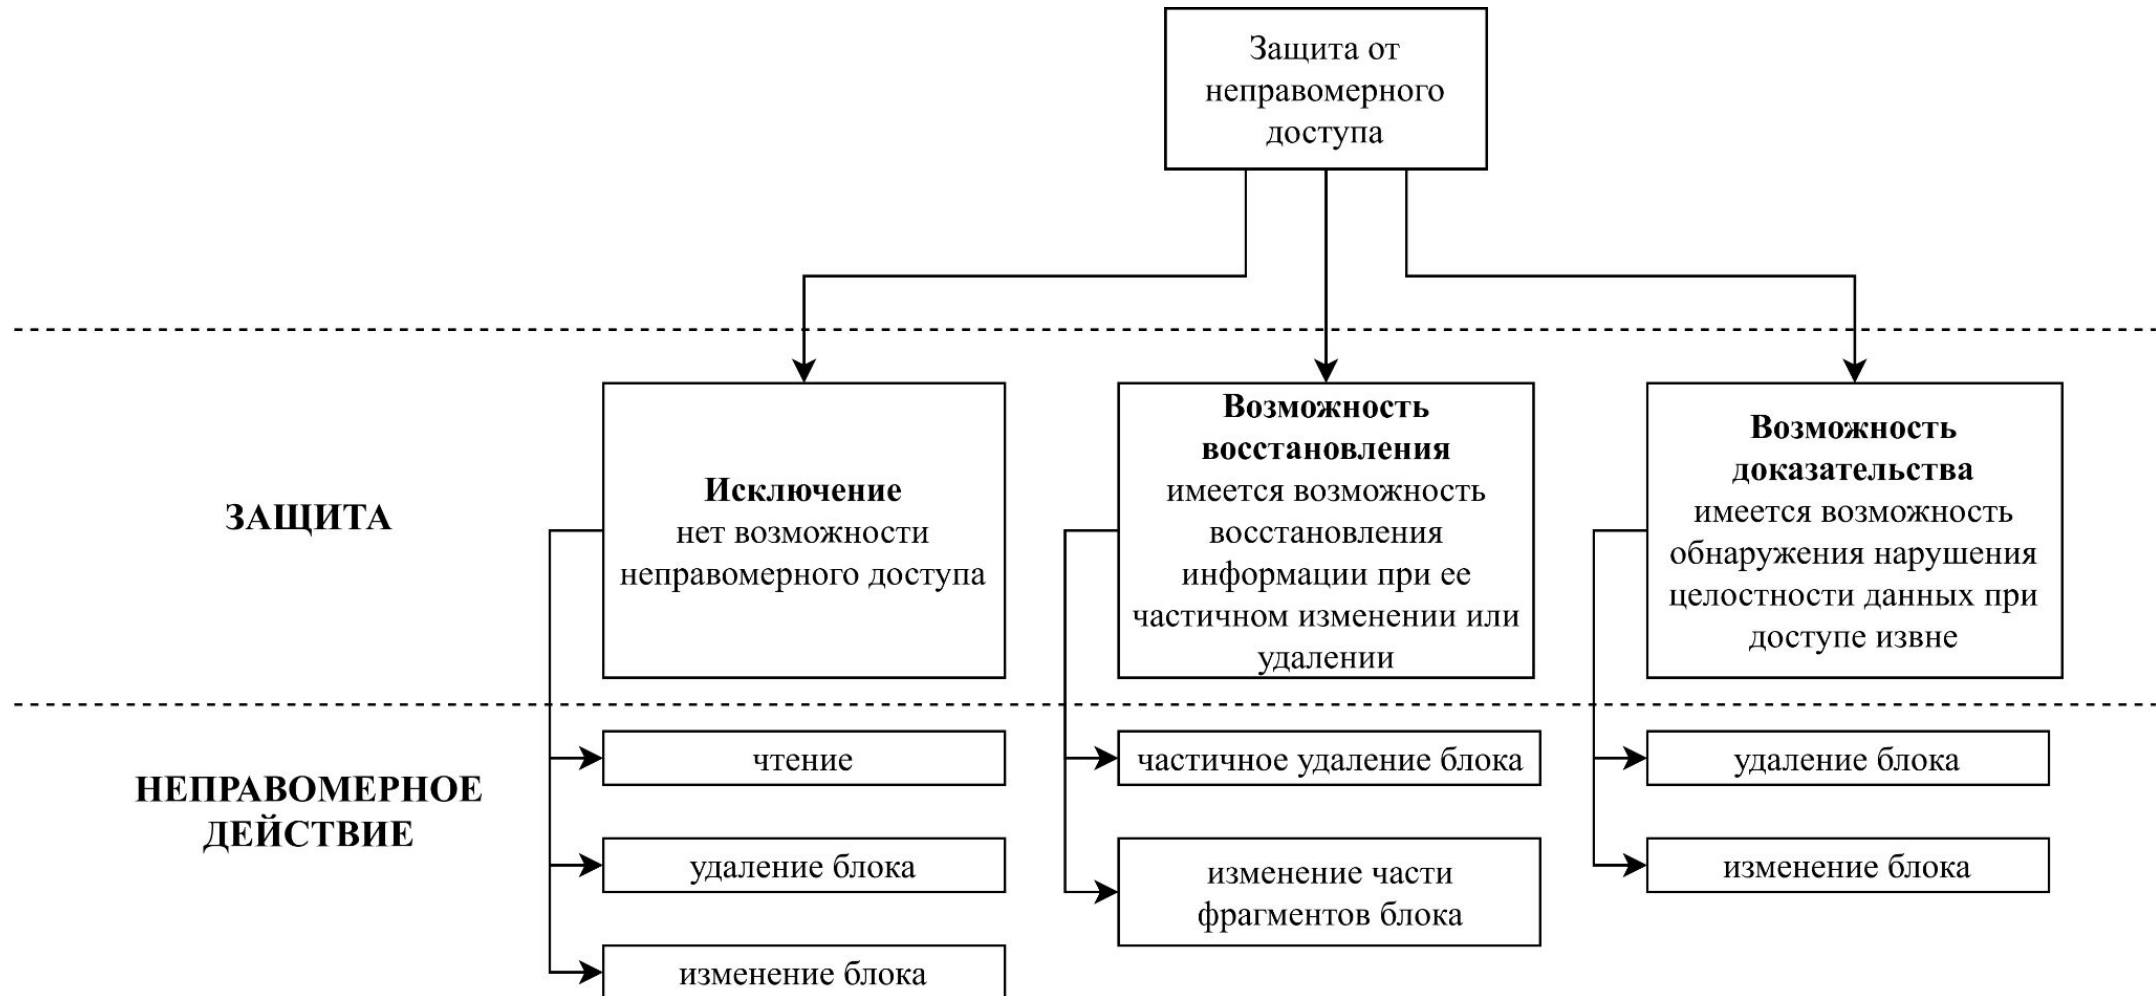 Защита от
неправомерного
доступа
ЗАЩИТА
Исключение
нет возможности
неправомерного доступа
Возможность
восстановления
имеется возможность
восстановления
информации при ее
частичном изменении или
удалении
Возможность
доказательства
имеется возможность
обнаружения нарушения
целостности данных при
доступе извне
НЕПРАВОМЕРНОЕ
ДЕЙСТВИЕ
чтение
удаление блока
изменение блока
частичное удаление блока
изменение части
фрагментов блока
удаление блока
изменение блока